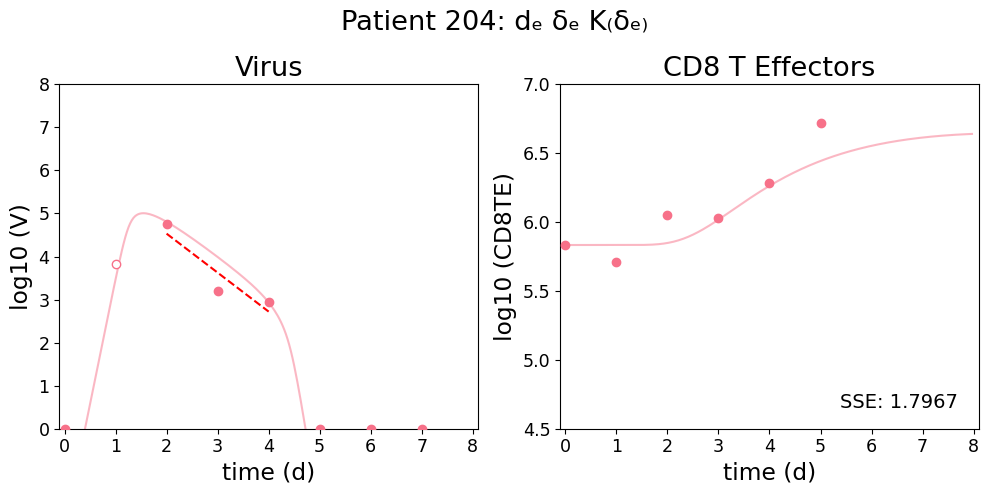 Patient 204: dₑ δₑ K₍δₑ₎
Virus
CD8 T Effectors
log10 (V)
8
7
6
5
4
3
2
1
0
0 1 2 3 4 5 6 7 8
time (d)
log10 (CD8TE)
7.0
6.5
6.0
5.5
5.0
4.5
SSE: 1.7967
0 1 2 3 4 5 6 7 8
time (d)